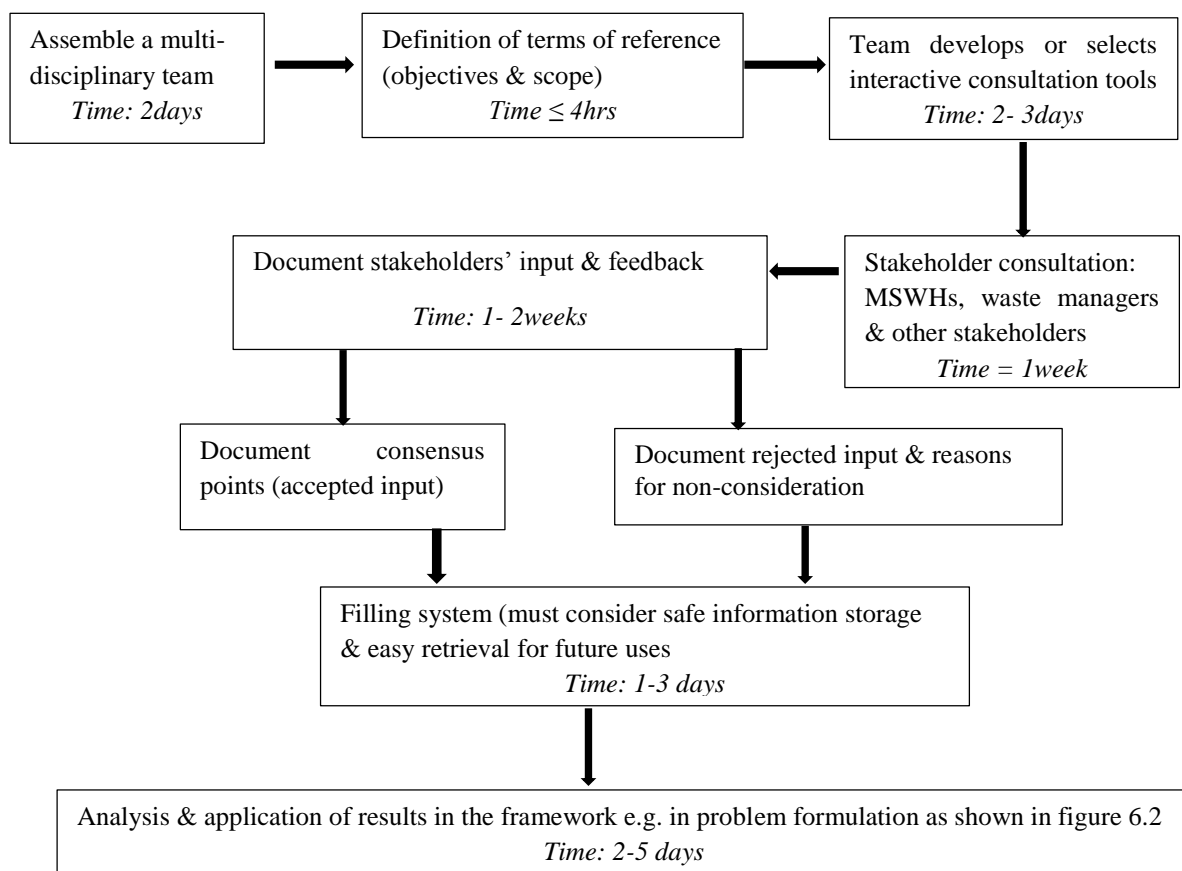 Assemble a multi-
disciplinary team
Time: 2days
Definition of terms of reference
(objectives & scope)
Time ≤ 4hrs
Team develops or selects
interactive consultation tools
Time: 2- 3days
Stakeholder consultation:
MSWHs, waste managers
& other stakeholders
Time = 1week
Document stakeholders’ input & feedback
Time: 1- 2weeks
Document consensus
points (accepted input)
Document rejected input & reasons
for non-consideration
Filling system (must consider safe information storage
& easy retrieval for future uses
Time: 1-3 days
Analysis & application of results in the framework e.g. in problem formulation as shown in figure 6.2
Time: 2-5 days